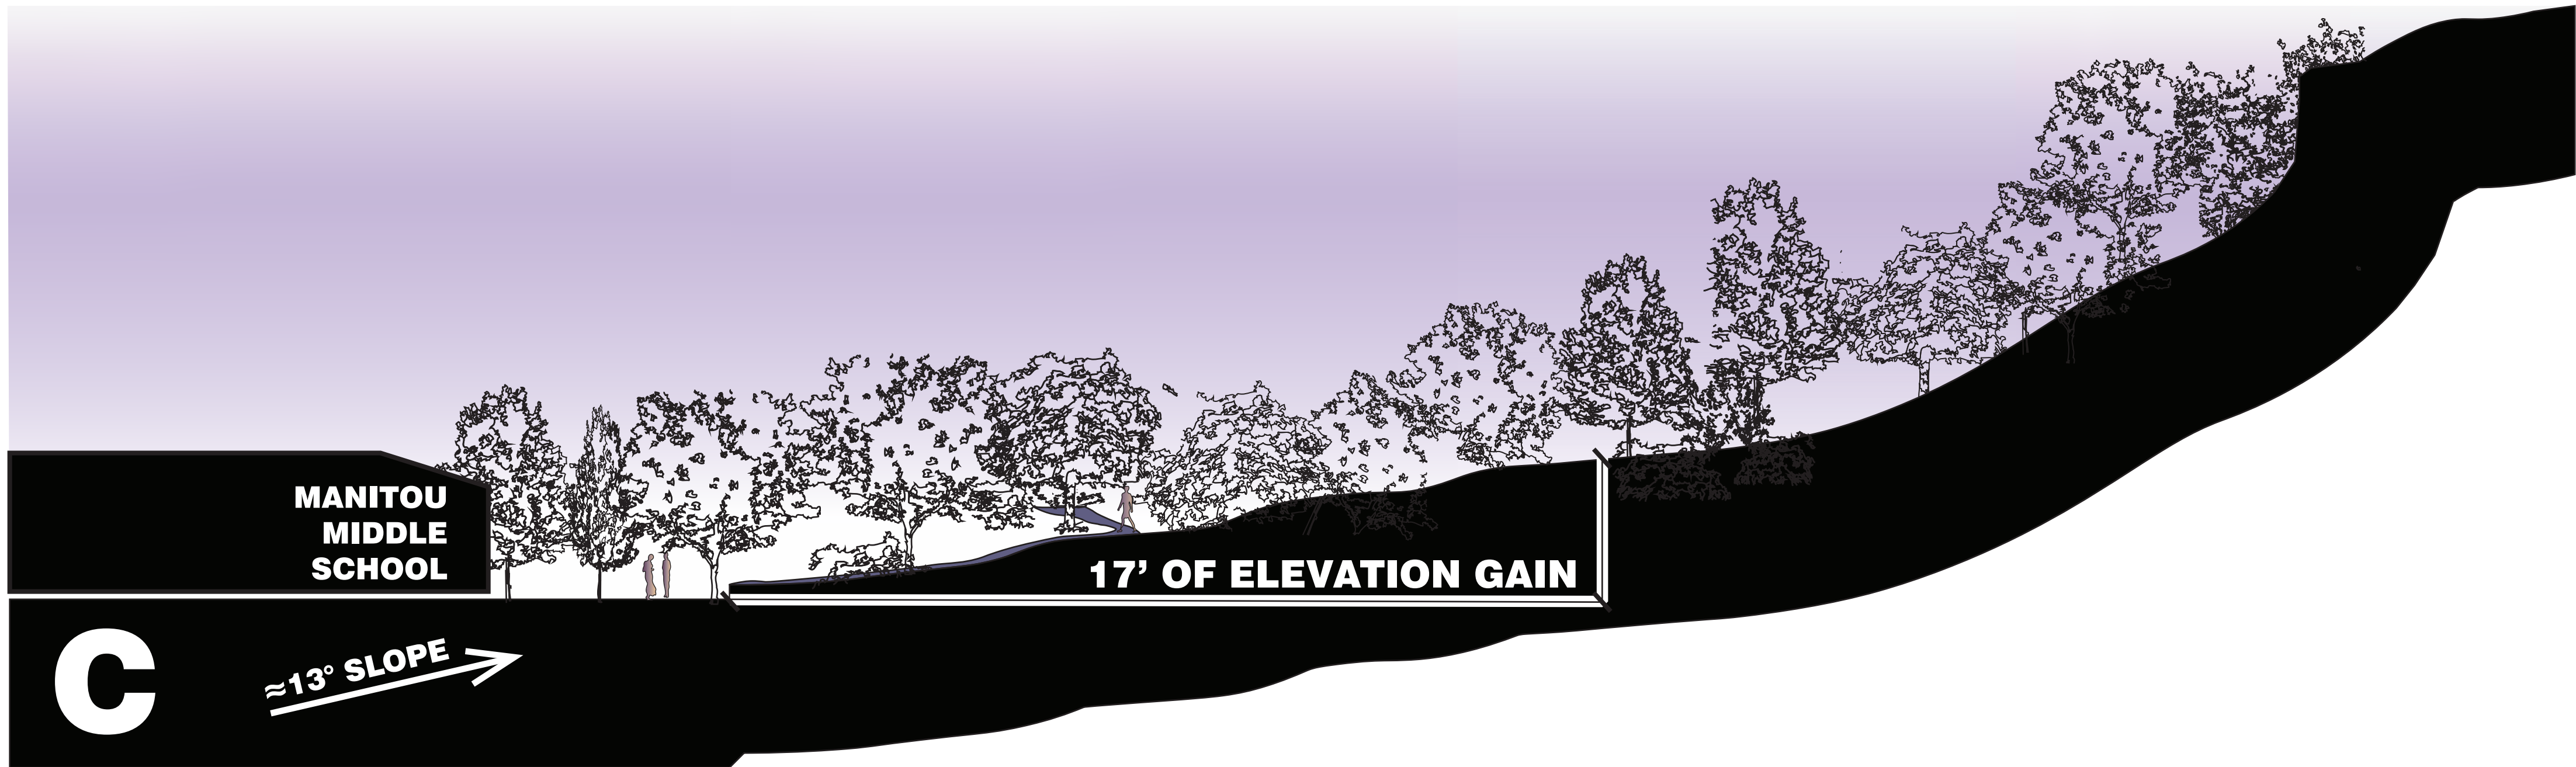 MANITOU
MIDDLE
SCHOOL
17’ OF ELEVATION GAIN
C
≈13° SLOPE